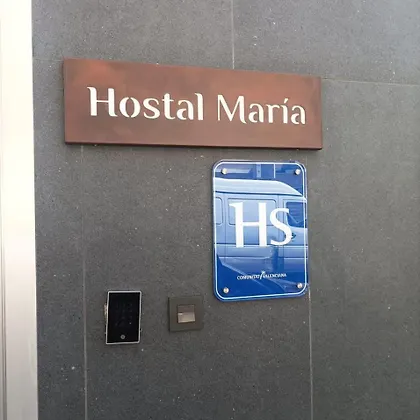 Hostal María
HS
COMUNITAT VALENCIANA